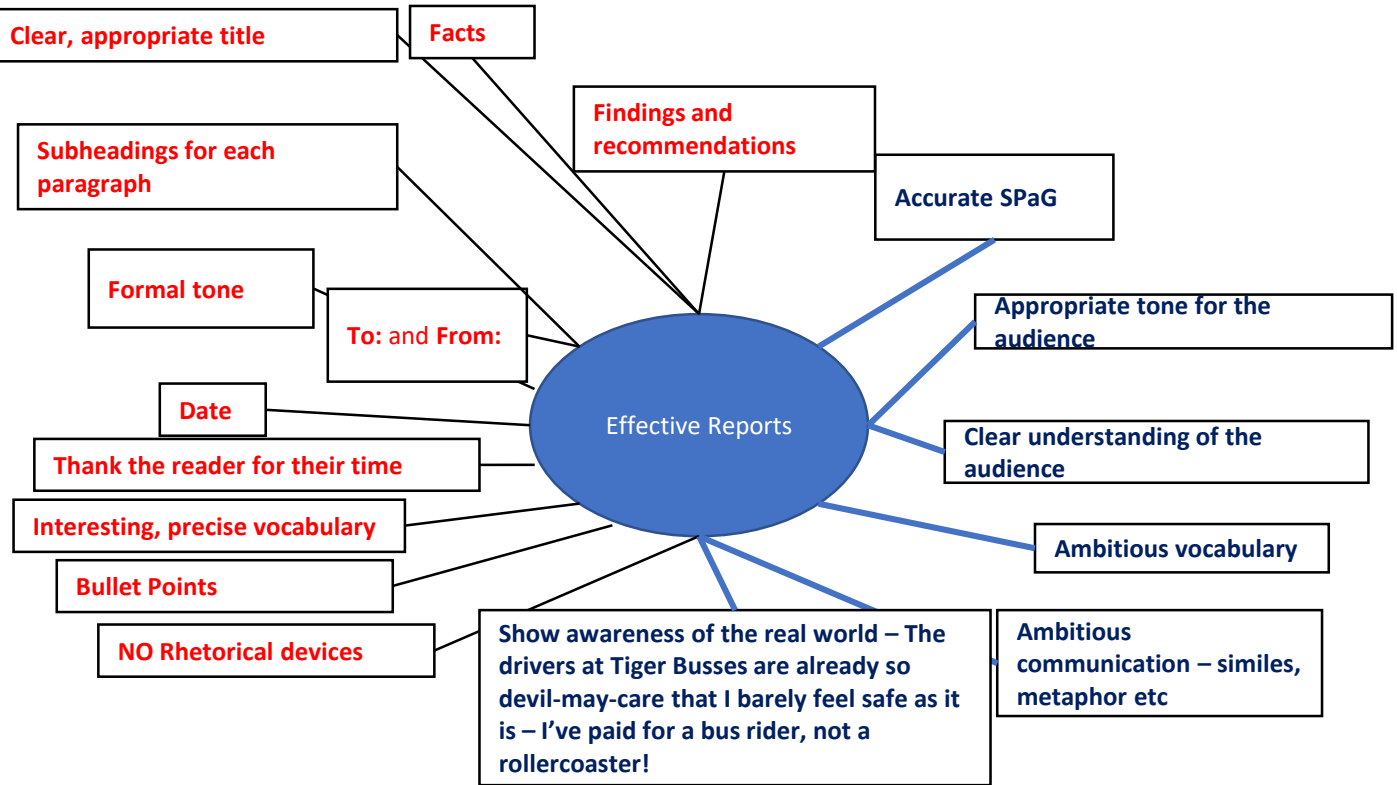 Clear, appropriate title
Facts
Findings and
recommendations
Subheadings for each
paragraph
Accurate SPaG
Formal tone
To: and From:
Appropriate tone for the
audience
Date
Effective Reports
Thank the reader for their time
Clear understanding of the
audience
Interesting, precise vocabulary
Ambitious vocabulary
Bullet Points
NO Rhetorical devices
Show awareness of the real world – The
drivers at Tiger Busses are already so
devil-may-care that I barely feel safe as it
is – I’ve paid for a bus rider, not a
rollercoaster!
Ambitious
communication – similes,
metaphor etc